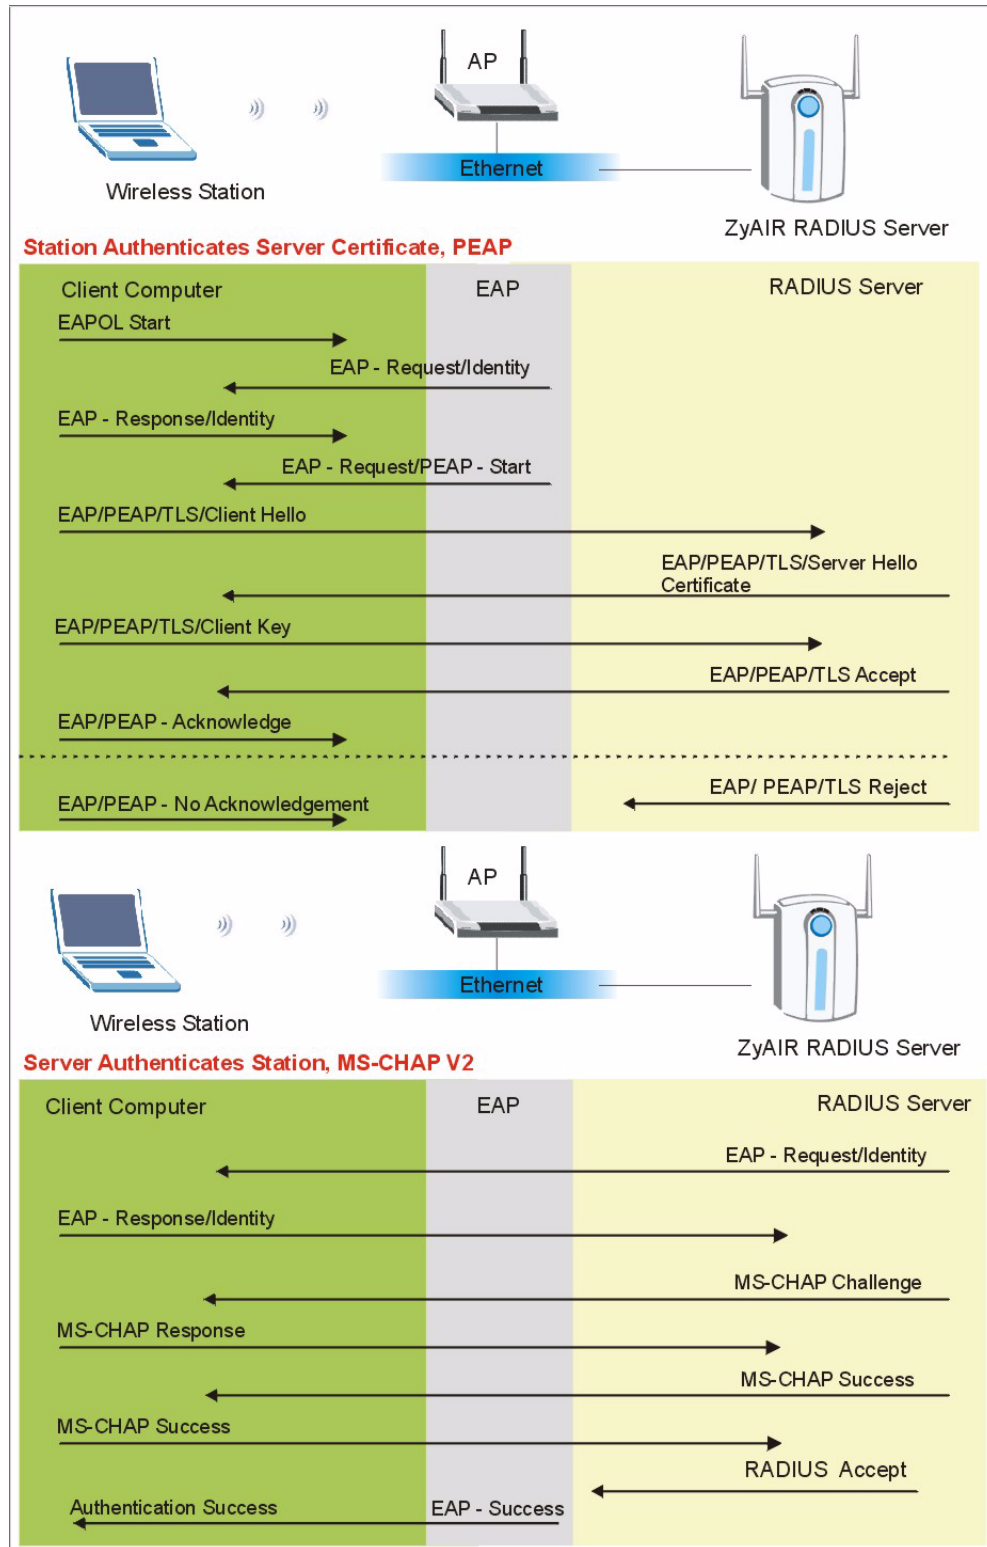 AP
Ethernet
Wireless Station
ZyAIR RADIUS Server
Station Authenticates Server Certificate, PEAP
Client Computer
EAP
RADIUS Server
EAPOL Start
EAP - Request/Identity
EAP - Response/Identity
EAP - Request/PEAP - Start
EAP/PEAP/TLS/Client Hello
EAP/PEAP/TLS/Server Hello
Certificate
EAP/PEAP/TLS/Client Key
EAP/PEAP/TLS Accept
EAP/PEAP - Acknowledge
EAP/ PEAP/TLS Reject
EAP/PEAP - No Acknowledgement
AP
Ethernet
Wireless Station
ZyAIR RADIUS Server
Server Authenticates Station, MS-CHAP V2
Client Computer
EAP
RADIUS Server
EAP - Request/Identity
EAP - Response/Identity
MS-CHAP Challenge
MS-CHAP Response
MS-CHAP Success
MS-CHAP Success
RADIUS Accept
Authentication Success
EAP - Success